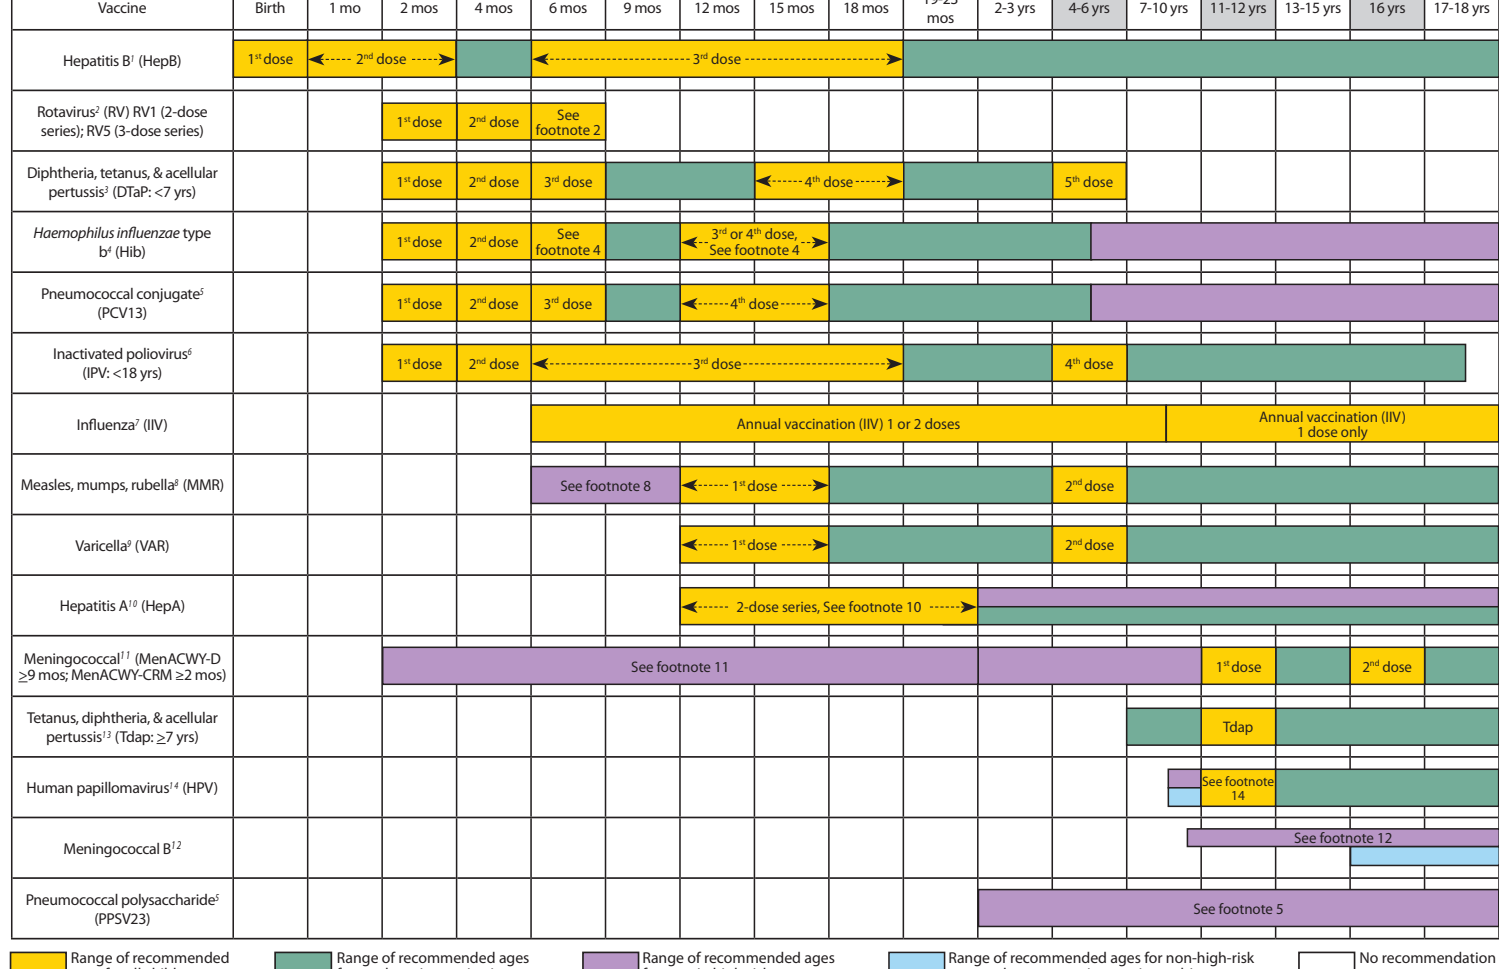 Vaccine Birth 1 mo 2 mos 4 mos 6 mos 9 mos 12 mos 15 mos 18 mos 19-23 mos 2-3 yrs 4-6 yrs 7-10 yrs 11-12 yrs 13-15 yrs 16 yrs 17-18 yrs
Hepatitis B1 (HepB)
1st dose
2nd dose
3rd dose
Rotavirus2 (RV) RV1 (2-dose
series); RV5 (3-dose series)
1st dose
2nd dose
See
footnote 2
Diphtheria, tetanus, & acellular
pertussis3 (DTaP: <7 yrs)
1st dose
2nd dose
3rd dose
4th dose
5th dose
Haemophilus influenzae type
b4 (Hib)
1st dose
2nd dose
See
footnote 4
3rd or 4th dose,
See footnote 4
Pneumococcal conjugate5
(PCV13)
1st dose
2nd dose
3rd dose
4th dose
Inactivated poliovirus6
(IPV: <18 yrs)
1st dose
2nd dose
3rd dose
4th dose
Influenza7 (IIV)
Annual vaccination (IIV) 1 or 2 doses
Annual vaccination (IIV)
1 dose only
Measles, mumps, rubella8 (MMR)
See footnote 8
1st dose
2nd dose
Varicella9 (VAR)
1st dose
2nd dose
Hepatitis A10 (HepA)
2-dose series, See footnote 10
Meningococcal11 (MenACWY-D
≥9 mos; MenACWY-CRM ≥2 mos)
See footnote 11
1st dose
2nd dose
Tetanus, diphtheria, & acellular
pertussis13 (Tdap: ≥7 yrs)
Tdap
Human papillomavirus14 (HPV)
See footnote
14
Meningococcal B12
See footnote 12
Pneumococcal polysaccharide5
(PPSV23)
See footnote 5
Range of recommended
Range of recommended ages
Range of recommended ages
Range of recommended ages for non-high-risk
No recommendation